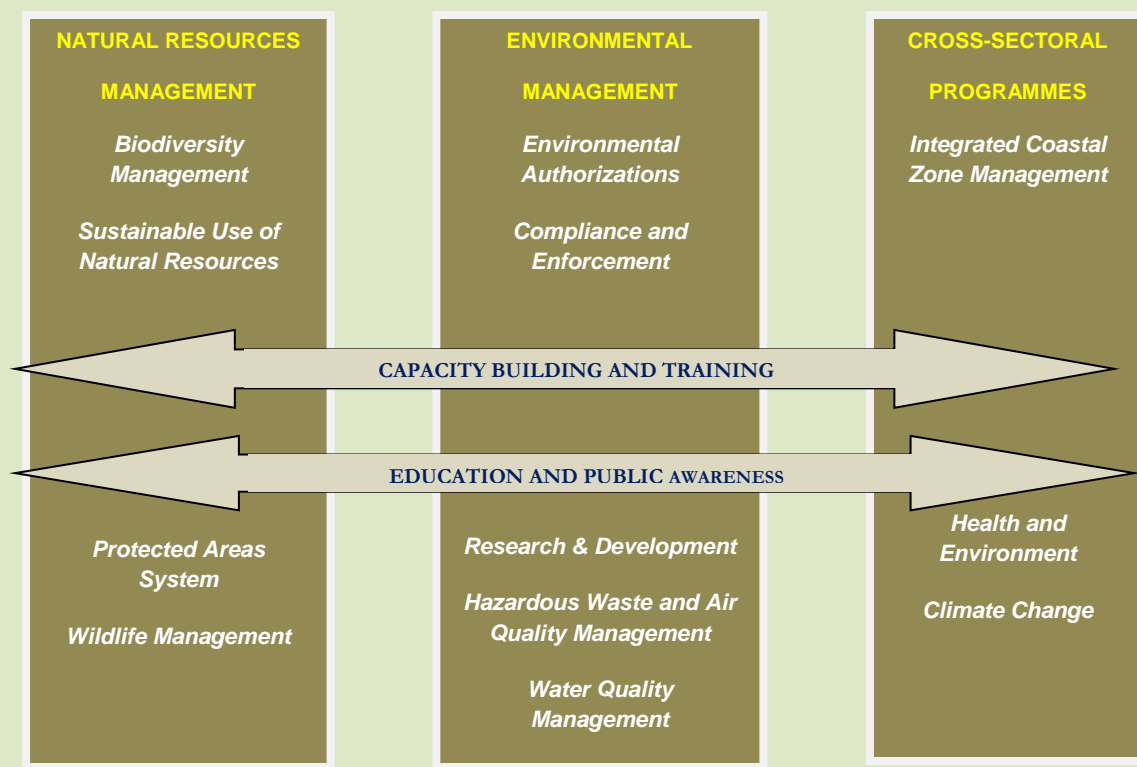 NATURAL RESOURCES
MANAGEMENT
Biodiversity
Management
Sustainable Use of
Natural Resources
ENVIRONMENTAL
MANAGEMENT
Environmental
Authorizations
Compliance and
Enforcement
CROSS-SECTORAL
PROGRAMMES
Integrated Coastal
Zone Management
CAPACITY BUILDING AND TRAINING
EDUCATION AND PUBLIC AWARENESS
Protected Areas
System
Wildlife Management
Research & Development
Hazardous Waste and Air
Quality Management
Water Quality
Management
Health and
Environment
Climate Change